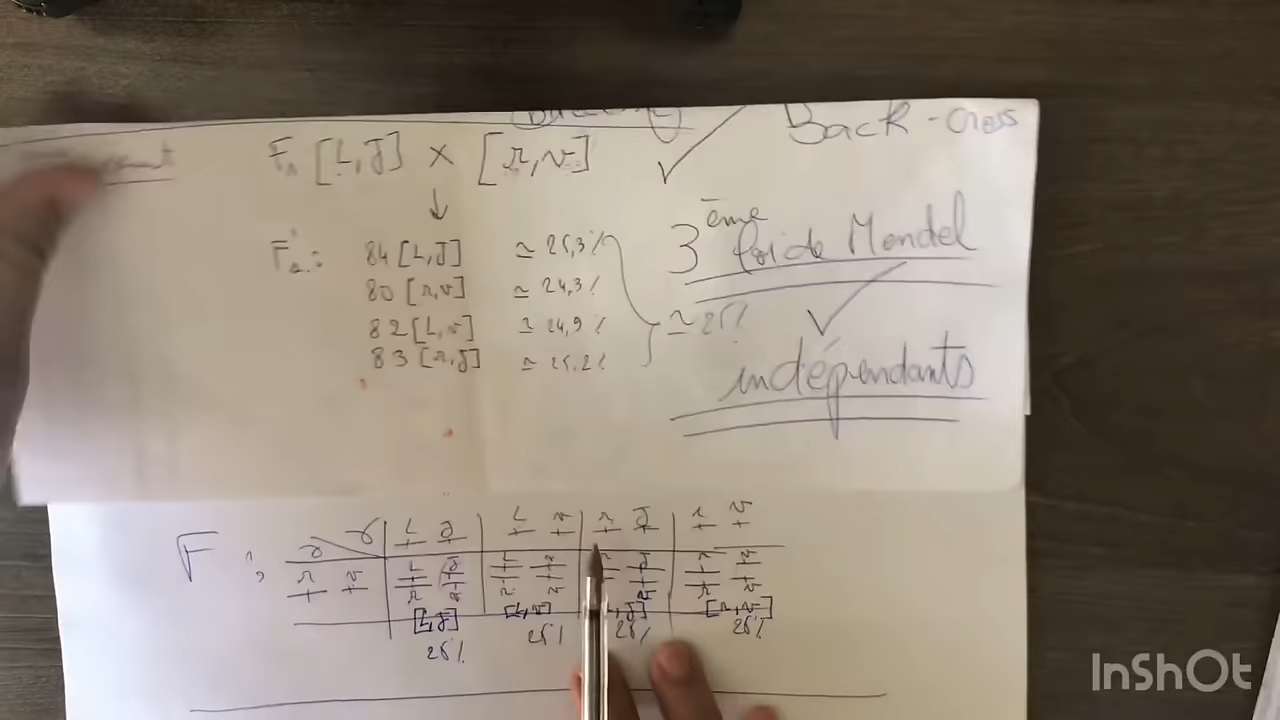 Back-cross
F₁ [L,J] × [r,v]
↓
3ème loi de Mendel
F'₂: 84 [L,J] ≃ 25,3%
80 [r,v] ≃ 24,3%
82 [L,v] ≃ 24,9%
≃ 25%
83 [r,J] ≃ 25,2%
indépendants
F : γ γ L J L v r J r v
r v L J L v r J r v
r v r v r v r v
[L,J] [L,v] ,J] [r,v]
25% 25% 25% 25%
InShOt